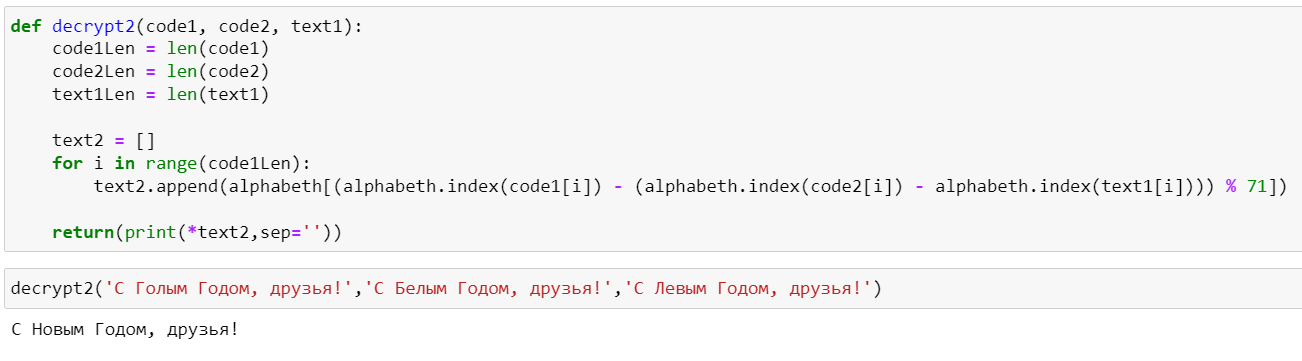 def decrypt2(code1, code2, text1):
    code1Len = len(code1)
    code2Len = len(code2)
    text1Len = len(text1)
    text2 = []
    for i in range(code1Len):
        text2.append(alphabeth[(alphabeth.index(code1[i]) - (alphabeth.index(code2[i]) - alphabeth.index(text1[i]))) % 71])
    return(print(*text2,sep=''))
decrypt2('С Голым Годом, друзья!','С Белым Годом, друзья!','С Левым Годом, друзья!')
С Новым Годом, друзья!